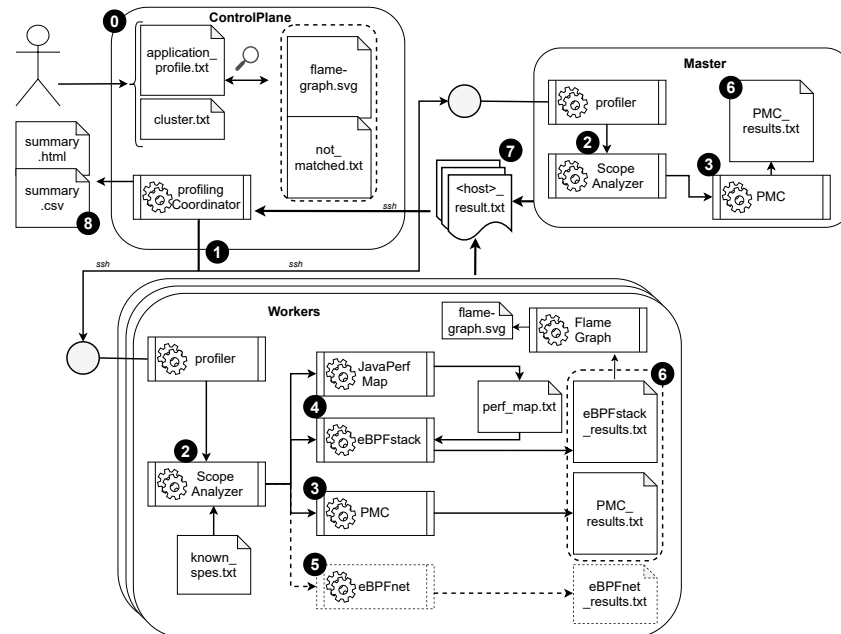 0
ControlPlane
application_
profile.txt
cluster.txt
flame-
graph.svg
not_
matched.txt
summary
.html
summary
.csv
8
profiling
Coordinator
1
ssh
ssh
ssh
7
<host>_
result.txt
Master
profiler
2
Scope
Analyzer
3
PMC
6
PMC_
results.txt
Workers
profiler
2
Scope
Analyzer
known_
spes.txt
JavaPerf
Map
perf_map.txt
4
eBPFstack
3
PMC
5
eBPFnet
flame-
graph.svg
Flame
Graph
6
eBPFstack
_results.txt
PMC_
results.txt
eBPFnet
_results.txt